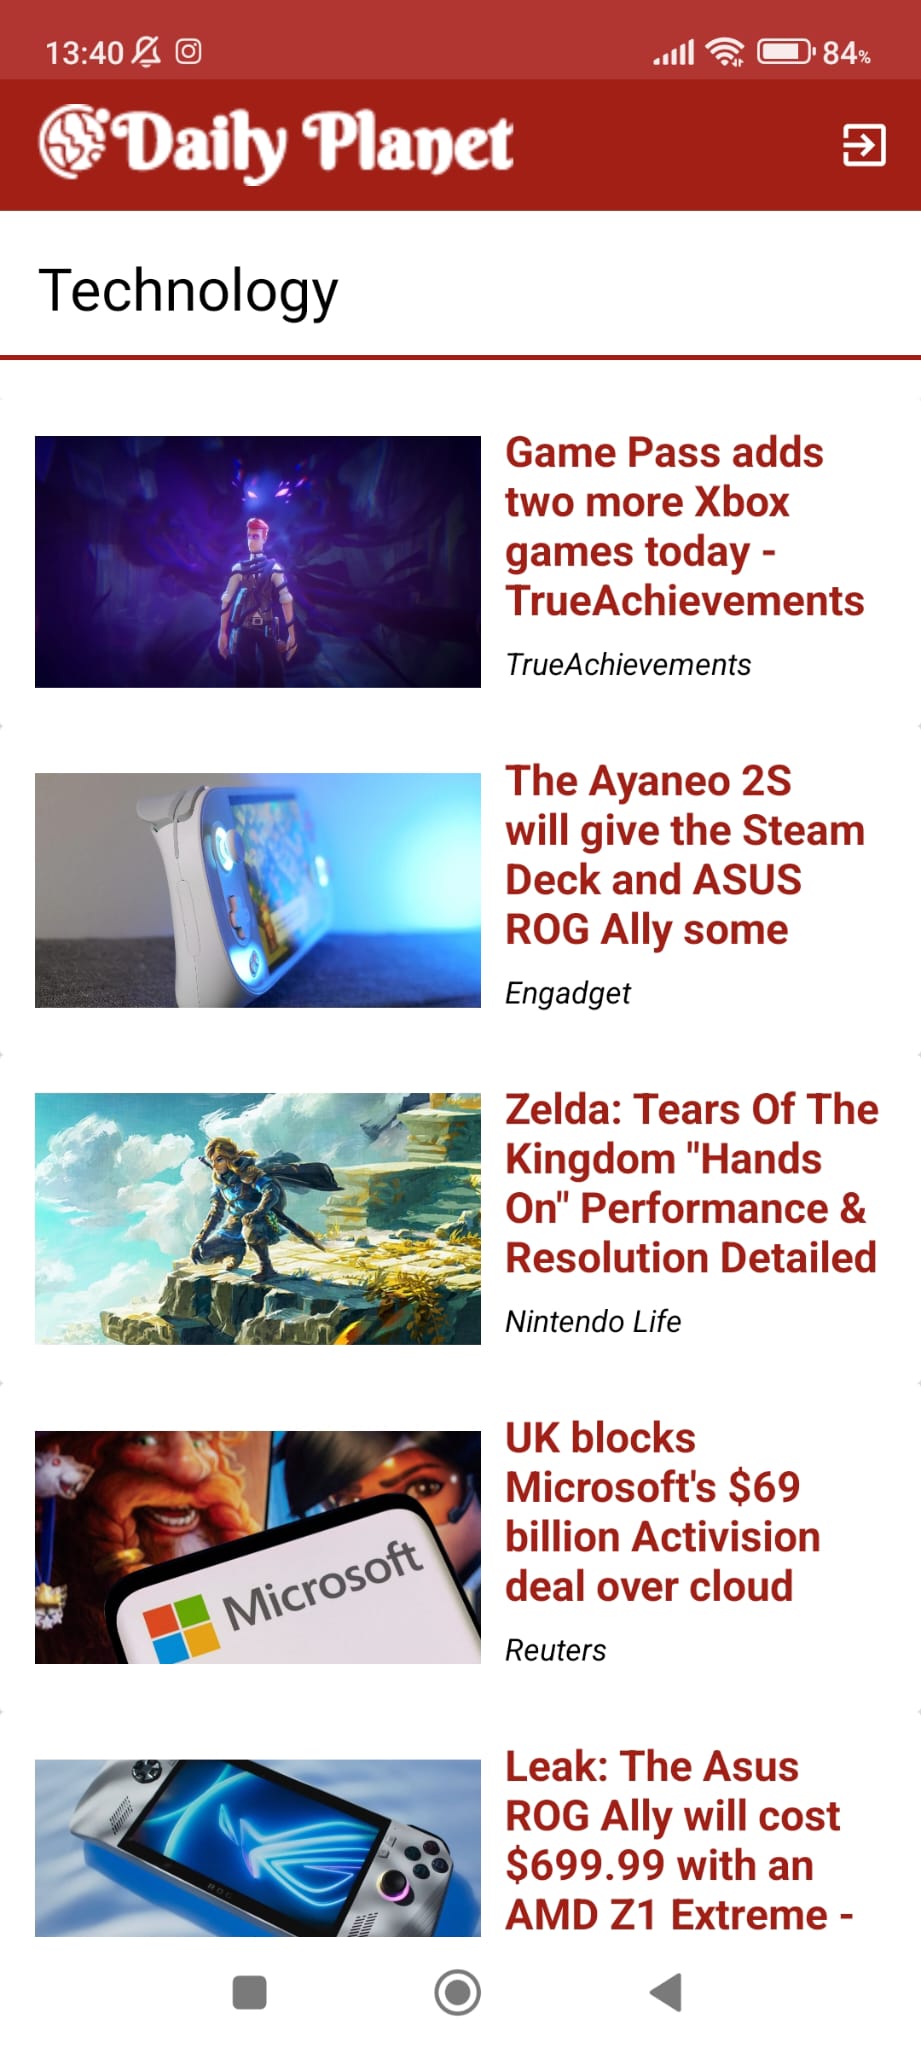 13:40 84%
Daily Planet
Technology
Game Pass adds
two more Xbox
games today -
TrueAchievements
TrueAchievements
The Ayaneo 2S
will give the Steam
Deck and ASUS
ROG Ally some
Engadget
Zelda: Tears Of The
Kingdom "Hands
On" Performance &
Resolution Detailed
Nintendo Life
UK blocks
Microsoft's $69
billion Activision
deal over cloud
Reuters
Microsoft
Leak: The Asus
ROG Ally will cost
$699.99 with an
AMD Z1 Extreme -
ROG